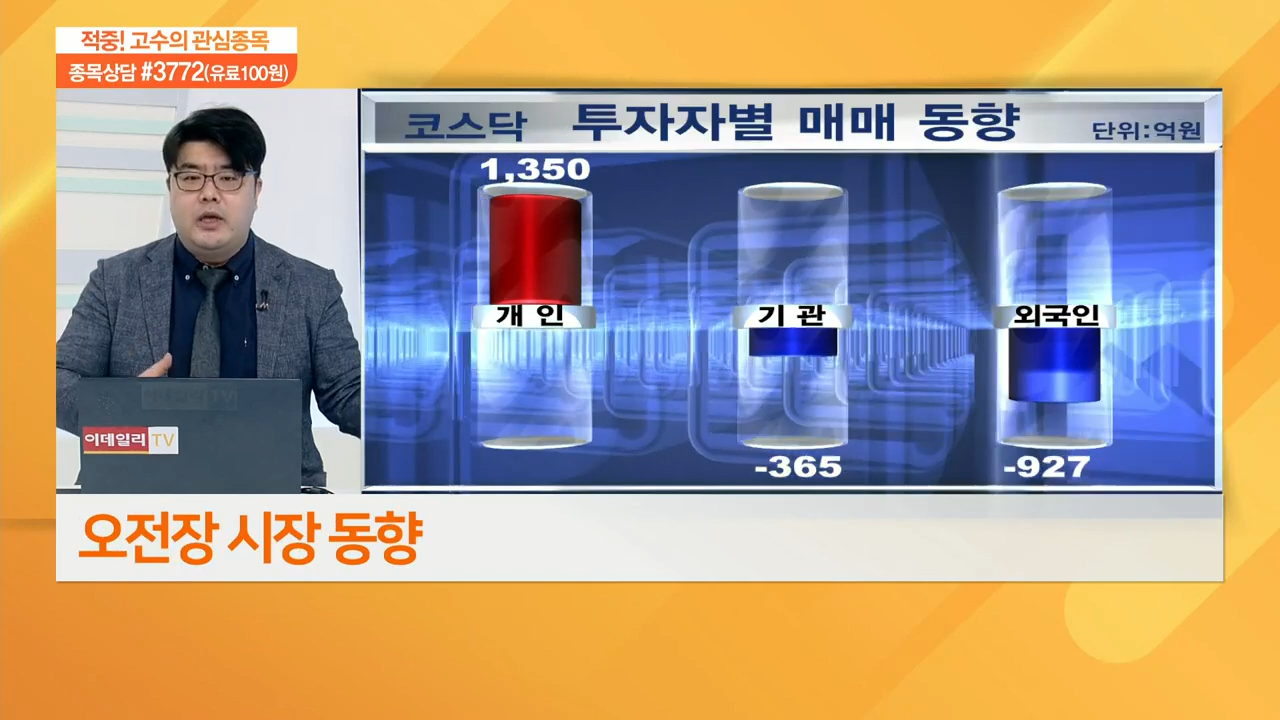 적중! 고수의 관심종목
종목상담 #3772(유료100원)
코스닥 투자자별 매매 동향 단위:억원
1,350
개인 기관 외국인
-365 -927
이데일리TV
오전장 시장 동향